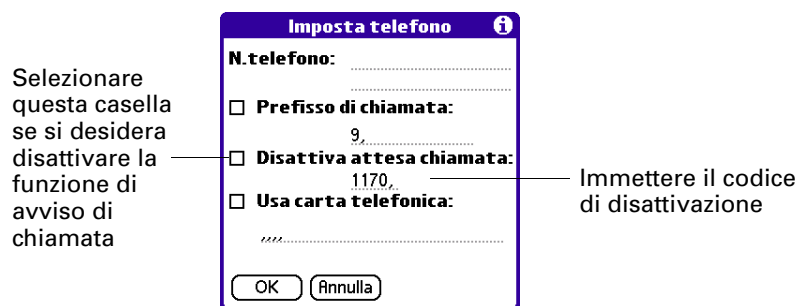 Imposta telefono
N.telefono:
Prefisso di chiamata:
9,
Disattiva attesa chiamata:
1170,
Usa carta telefonica:
,,,,
OK
Annulla
Selezionare
questa casella
se si desidera
disattivare la
funzione di
avviso di
chiamata
Immettere il codice
di disattivazione